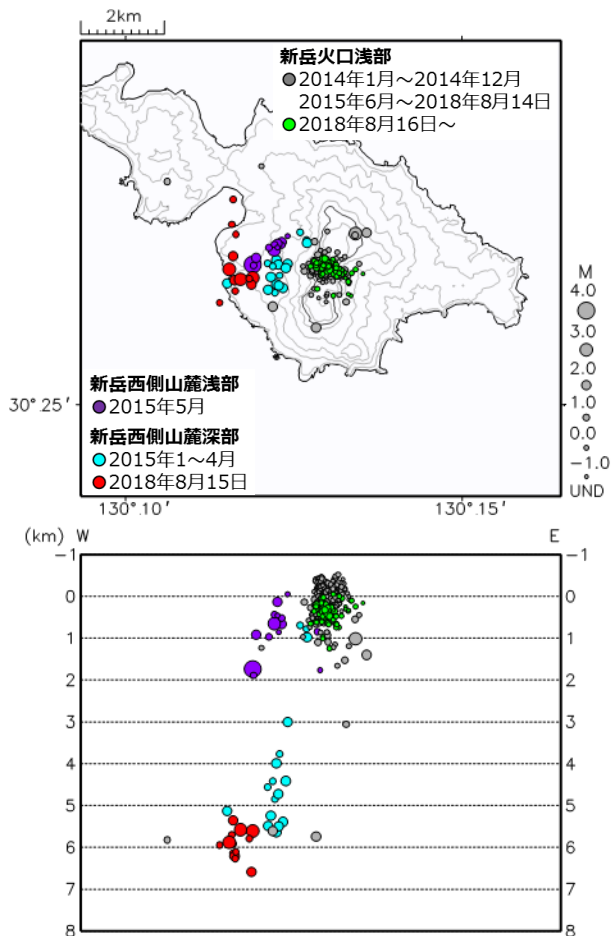 2km
新岳火口浅部
2014年1月～2014年12月
2015年6月～2018年8月14日
2018年8月16日～
M
4.0
3.0
2.0
1.0
0.0
−1.0
UND
新岳西側山麓浅部
2015年5月
新岳西側山麓深部
2015年1～4月
2018年8月15日
30°25′
130°10′
130°15′
(km) W E
−1 −1
0 0
1 1
2 2
3 3
4 4
5 5
6 6
7 7
8 8